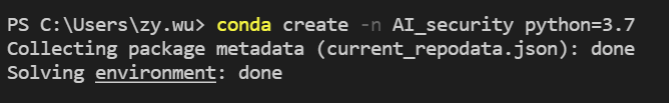 PS C:\Users\zy.wu> conda create -n AI_security python=3.7
Collecting package metadata (current_repodata.json): done
Solving environment: done